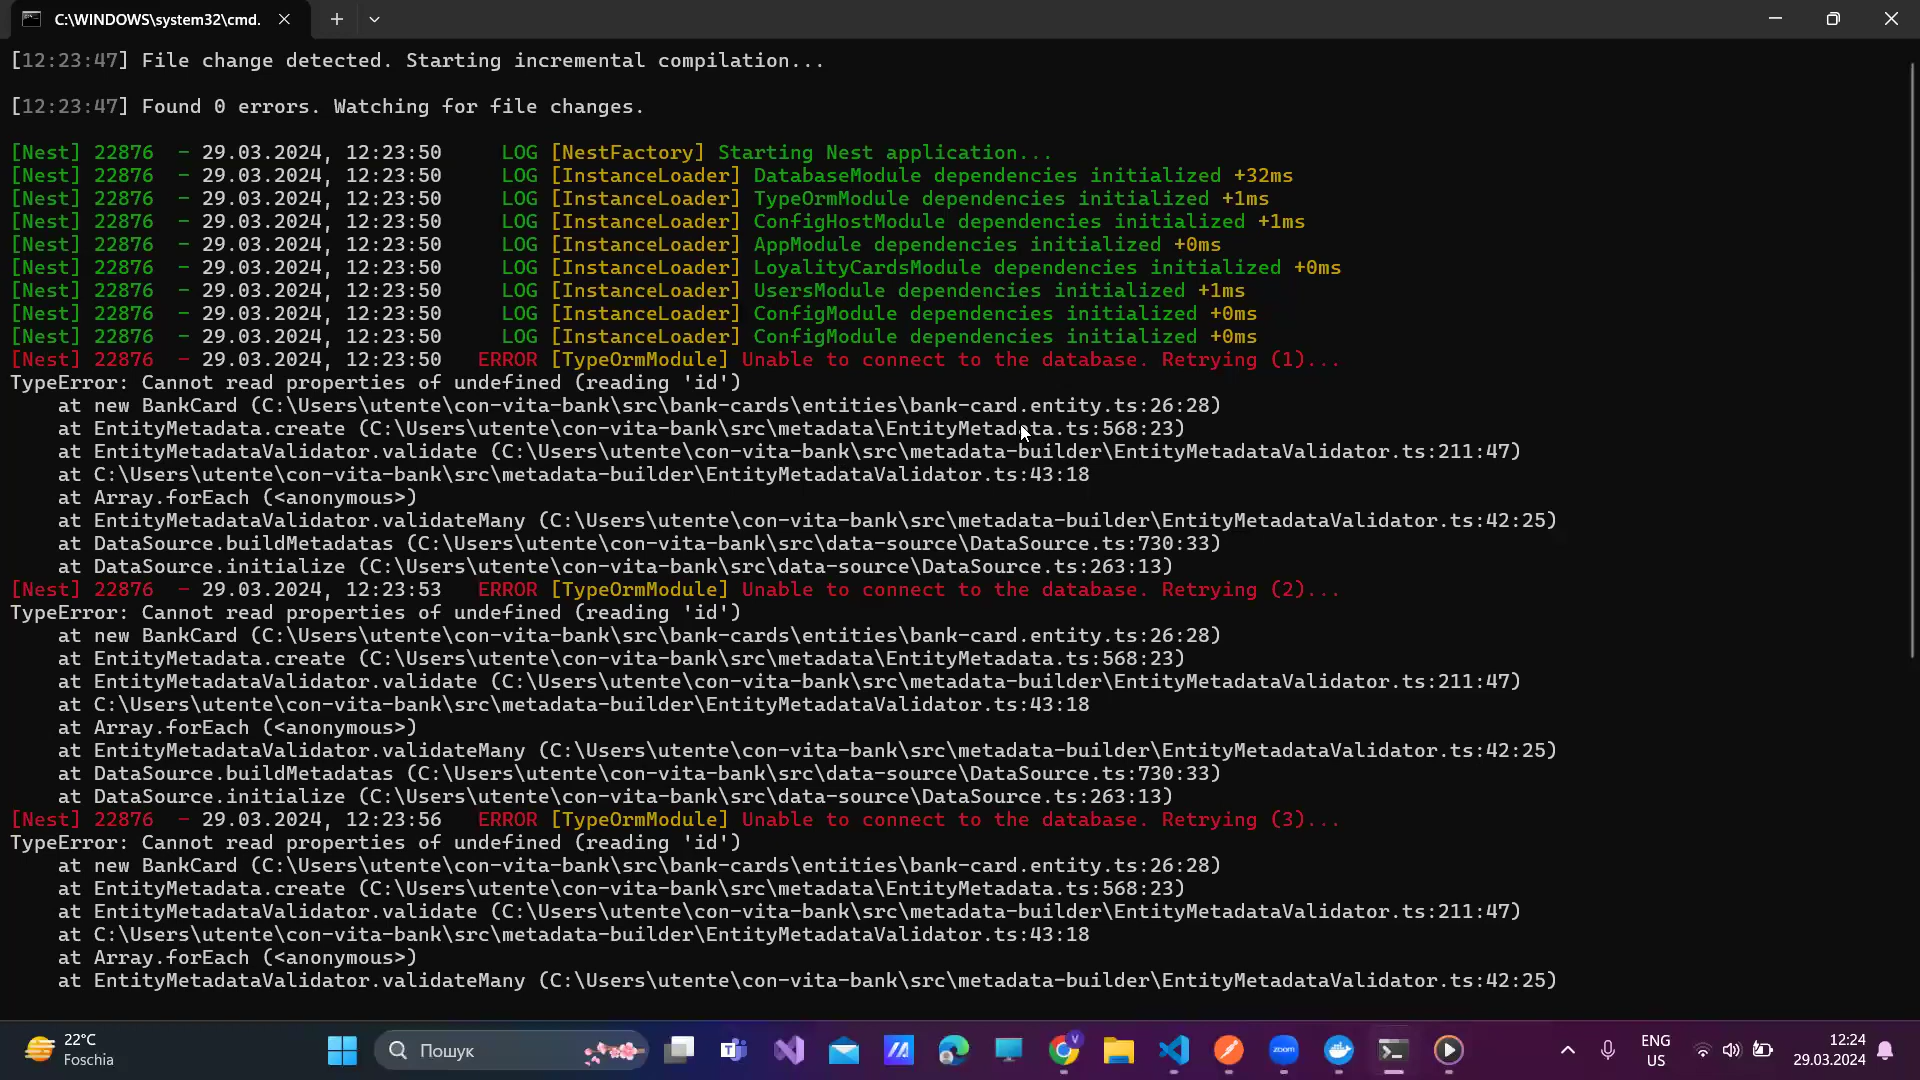 C:\WINDOWS\system32\cmd.
[12:23:47] File change detected. Starting incremental compilation...
[12:23:47] Found 0 errors. Watching for file changes.
[Nest] 22876  - 29.03.2024, 12:23:50     LOG [NestFactory] Starting Nest application...
[Nest] 22876  - 29.03.2024, 12:23:50     LOG [InstanceLoader] DatabaseModule dependencies initialized +32ms
[Nest] 22876  - 29.03.2024, 12:23:50     LOG [InstanceLoader] TypeOrmModule dependencies initialized +1ms
[Nest] 22876  - 29.03.2024, 12:23:50     LOG [InstanceLoader] ConfigHostModule dependencies initialized +1ms
[Nest] 22876  - 29.03.2024, 12:23:50     LOG [InstanceLoader] AppModule dependencies initialized +0ms
[Nest] 22876  - 29.03.2024, 12:23:50     LOG [InstanceLoader] LoyalityCardsModule dependencies initialized +0ms
[Nest] 22876  - 29.03.2024, 12:23:50     LOG [InstanceLoader] UsersModule dependencies initialized +1ms
[Nest] 22876  - 29.03.2024, 12:23:50     LOG [InstanceLoader] ConfigModule dependencies initialized +0ms
[Nest] 22876  - 29.03.2024, 12:23:50     LOG [InstanceLoader] ConfigModule dependencies initialized +0ms
[Nest] 22876  - 29.03.2024, 12:23:50   ERROR [TypeOrmModule] Unable to connect to the database. Retrying (1)...
TypeError: Cannot read properties of undefined (reading 'id')
    at new BankCard (C:\Users\utente\con-vita-bank\src\bank-cards\entities\bank-card.entity.ts:26:28)
    at EntityMetadata.create (C:\Users\utente\con-vita-bank\src\metadata\EntityMetadata.ts:568:23)
    at EntityMetadataValidator.validate (C:\Users\utente\con-vita-bank\src\metadata-builder\EntityMetadataValidator.ts:211:47)
    at C:\Users\utente\con-vita-bank\src\metadata-builder\EntityMetadataValidator.ts:43:18
    at Array.forEach (<anonymous>)
    at EntityMetadataValidator.validateMany (C:\Users\utente\con-vita-bank\src\metadata-builder\EntityMetadataValidator.ts:42:25)
    at DataSource.buildMetadatas (C:\Users\utente\con-vita-bank\src\data-source\DataSource.ts:730:33)
    at DataSource.initialize (C:\Users\utente\con-vita-bank\src\data-source\DataSource.ts:263:13)
[Nest] 22876  - 29.03.2024, 12:23:53   ERROR [TypeOrmModule] Unable to connect to the database. Retrying (2)...
TypeError: Cannot read properties of undefined (reading 'id')
    at new BankCard (C:\Users\utente\con-vita-bank\src\bank-cards\entities\bank-card.entity.ts:26:28)
    at EntityMetadata.create (C:\Users\utente\con-vita-bank\src\metadata\EntityMetadata.ts:568:23)
    at EntityMetadataValidator.validate (C:\Users\utente\con-vita-bank\src\metadata-builder\EntityMetadataValidator.ts:211:47)
    at C:\Users\utente\con-vita-bank\src\metadata-builder\EntityMetadataValidator.ts:43:18
    at Array.forEach (<anonymous>)
    at EntityMetadataValidator.validateMany (C:\Users\utente\con-vita-bank\src\metadata-builder\EntityMetadataValidator.ts:42:25)
    at DataSource.buildMetadatas (C:\Users\utente\con-vita-bank\src\data-source\DataSource.ts:730:33)
    at DataSource.initialize (C:\Users\utente\con-vita-bank\src\data-source\DataSource.ts:263:13)
[Nest] 22876  - 29.03.2024, 12:23:56   ERROR [TypeOrmModule] Unable to connect to the database. Retrying (3)...
TypeError: Cannot read properties of undefined (reading 'id')
    at new BankCard (C:\Users\utente\con-vita-bank\src\bank-cards\entities\bank-card.entity.ts:26:28)
    at EntityMetadata.create (C:\Users\utente\con-vita-bank\src\metadata\EntityMetadata.ts:568:23)
    at EntityMetadataValidator.validate (C:\Users\utente\con-vita-bank\src\metadata-builder\EntityMetadataValidator.ts:211:47)
    at C:\Users\utente\con-vita-bank\src\metadata-builder\EntityMetadataValidator.ts:43:18
    at Array.forEach (<anonymous>)
    at EntityMetadataValidator.validateMany (C:\Users\utente\con-vita-bank\src\metadata-builder\EntityMetadataValidator.ts:42:25)
22°C
Foschia
Пошук
zoom
V
ENG
US
12:24
29.03.2024